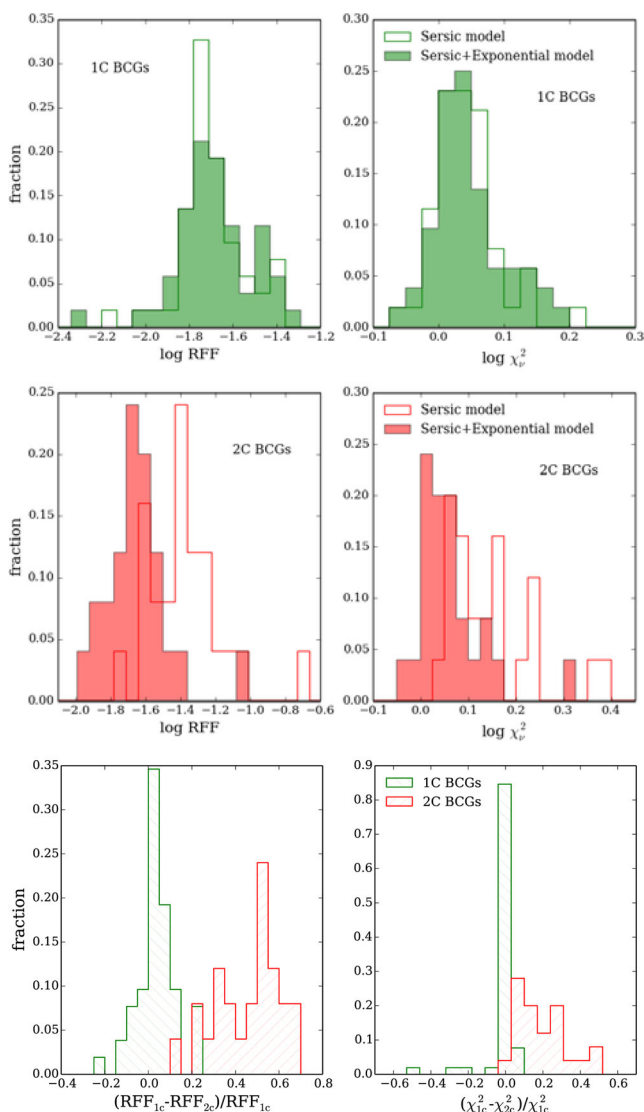 0.35
0.30
0.25
0.20
0.15
0.10
0.05
0.00
fraction
1C BCGs
−2.4 −2.2 −2.0 −1.8 −1.6 −1.4 −1.2
log RFF
0.30
0.25
0.20
0.15
0.10
0.05
0.00
Sersic model
Sersic+Exponential model
1C BCGs
0.0 0.1 0.2 0.3
log χ²ᵥ
0.25
0.20
0.15
0.10
0.05
0.00
fraction
2C BCGs
−2.0 −1.8 −1.6 −1.4 −1.2 −1.0 −0.8 −0.6
log RFF
0.30
0.25
0.20
0.15
0.10
0.05
0.00
Sersic model
Sersic+Exponential model
2C BCGs
−0.1 0.0 0.1 0.2 0.3 0.4
log χ²ᵥ
0.35
0.30
0.25
0.20
0.15
0.10
0.05
0.00
fraction
−0.4 −0.2 0.0 0.2 0.4 0.6 0.8
(RFF₁c-RFF₂c)/RFF₁c
0.9
0.8
0.7
0.6
0.5
0.4
0.3
0.2
0.1
0.0
1C BCGs
2C BCGs
−0.6 −0.4 −0.2 0.0 0.2 0.4 0.6
(χ²₁c-χ²₂c)/χ²₁c